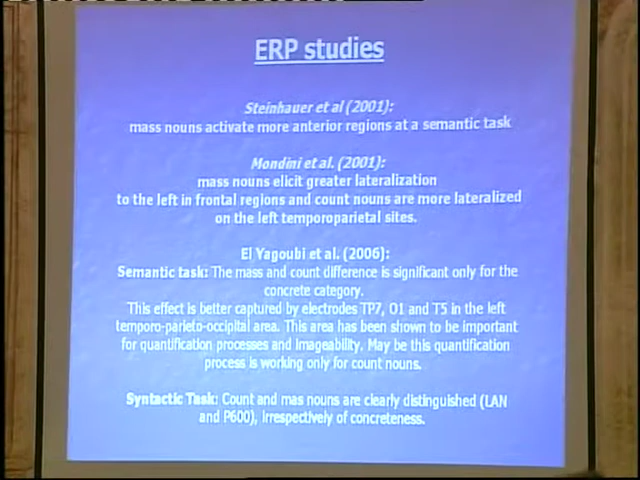 ERP studies
Steinhauer et al (2001):
mass nouns activate more anterior regions at a semantic task
Mondini et al. (2001):
mass nouns elicit greater lateralization
to the left in frontal regions and count nouns are more lateralized
on the left temporoparietal sites.
El Yagoubi et al. (2006):
Semantic task: The mass and count difference is significant only for the
concrete category.
This effect is better captured by electrodes TP7, O1 and T5 in the left
temporo-parieto-occipital area. This area has been shown to be important
for quantification processes and imageability. May be this quantification
process is working only for count nouns.
Syntactic Task: Count and mas nouns are clearly distinguished (LAN
and P600), irrespectively of concreteness.